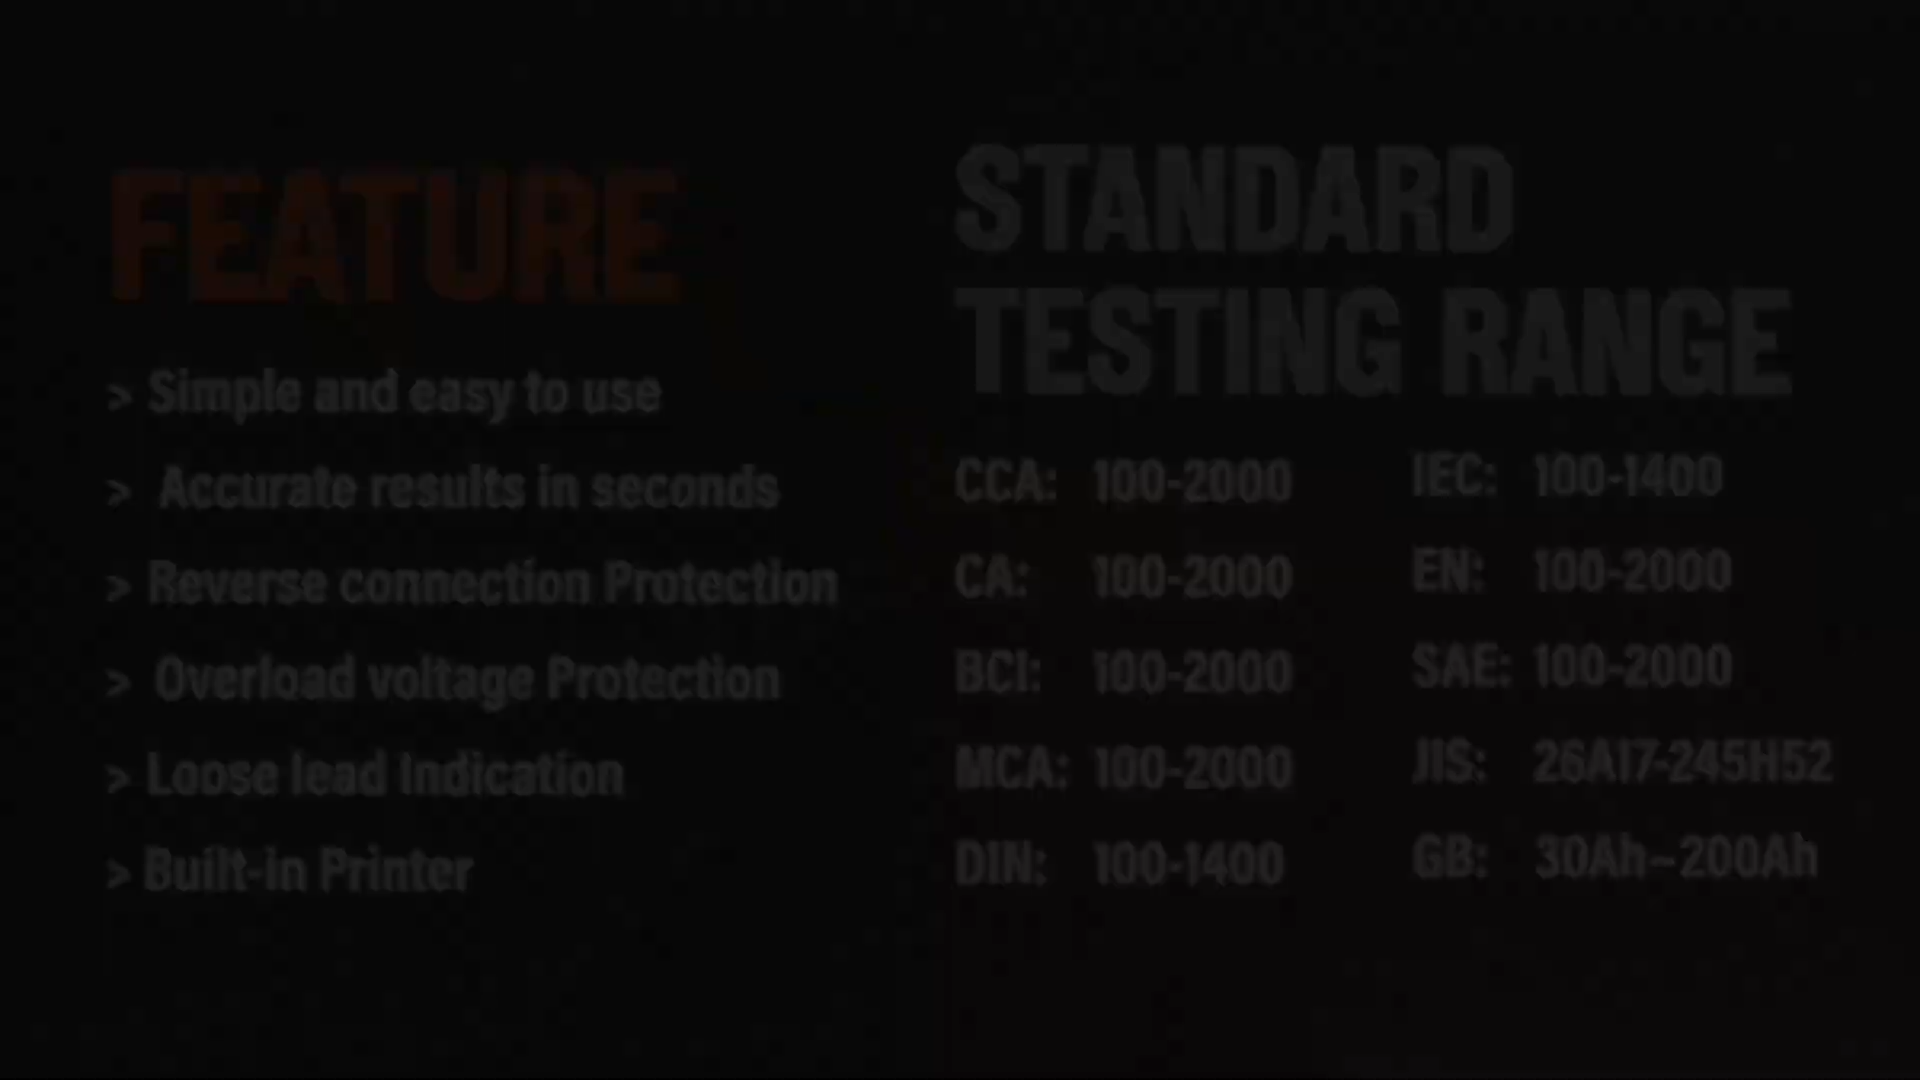 FEATURE
> Simple and easy to use
> Accurate results in seconds
> Reverse connection Protection
> Overload voltage Protection
> Loose lead Indication
> Built-in Printer
STANDARD
TESTING RANGE
CCA: 100-2000
CA: 100-2000
BCI: 100-2000
MCA: 100-2000
DIN: 100-1400
IEC: 100-1400
EN: 100-2000
SAE: 100-2000
JIS: 26A17-245H52
GB: 30Ah-200Ah